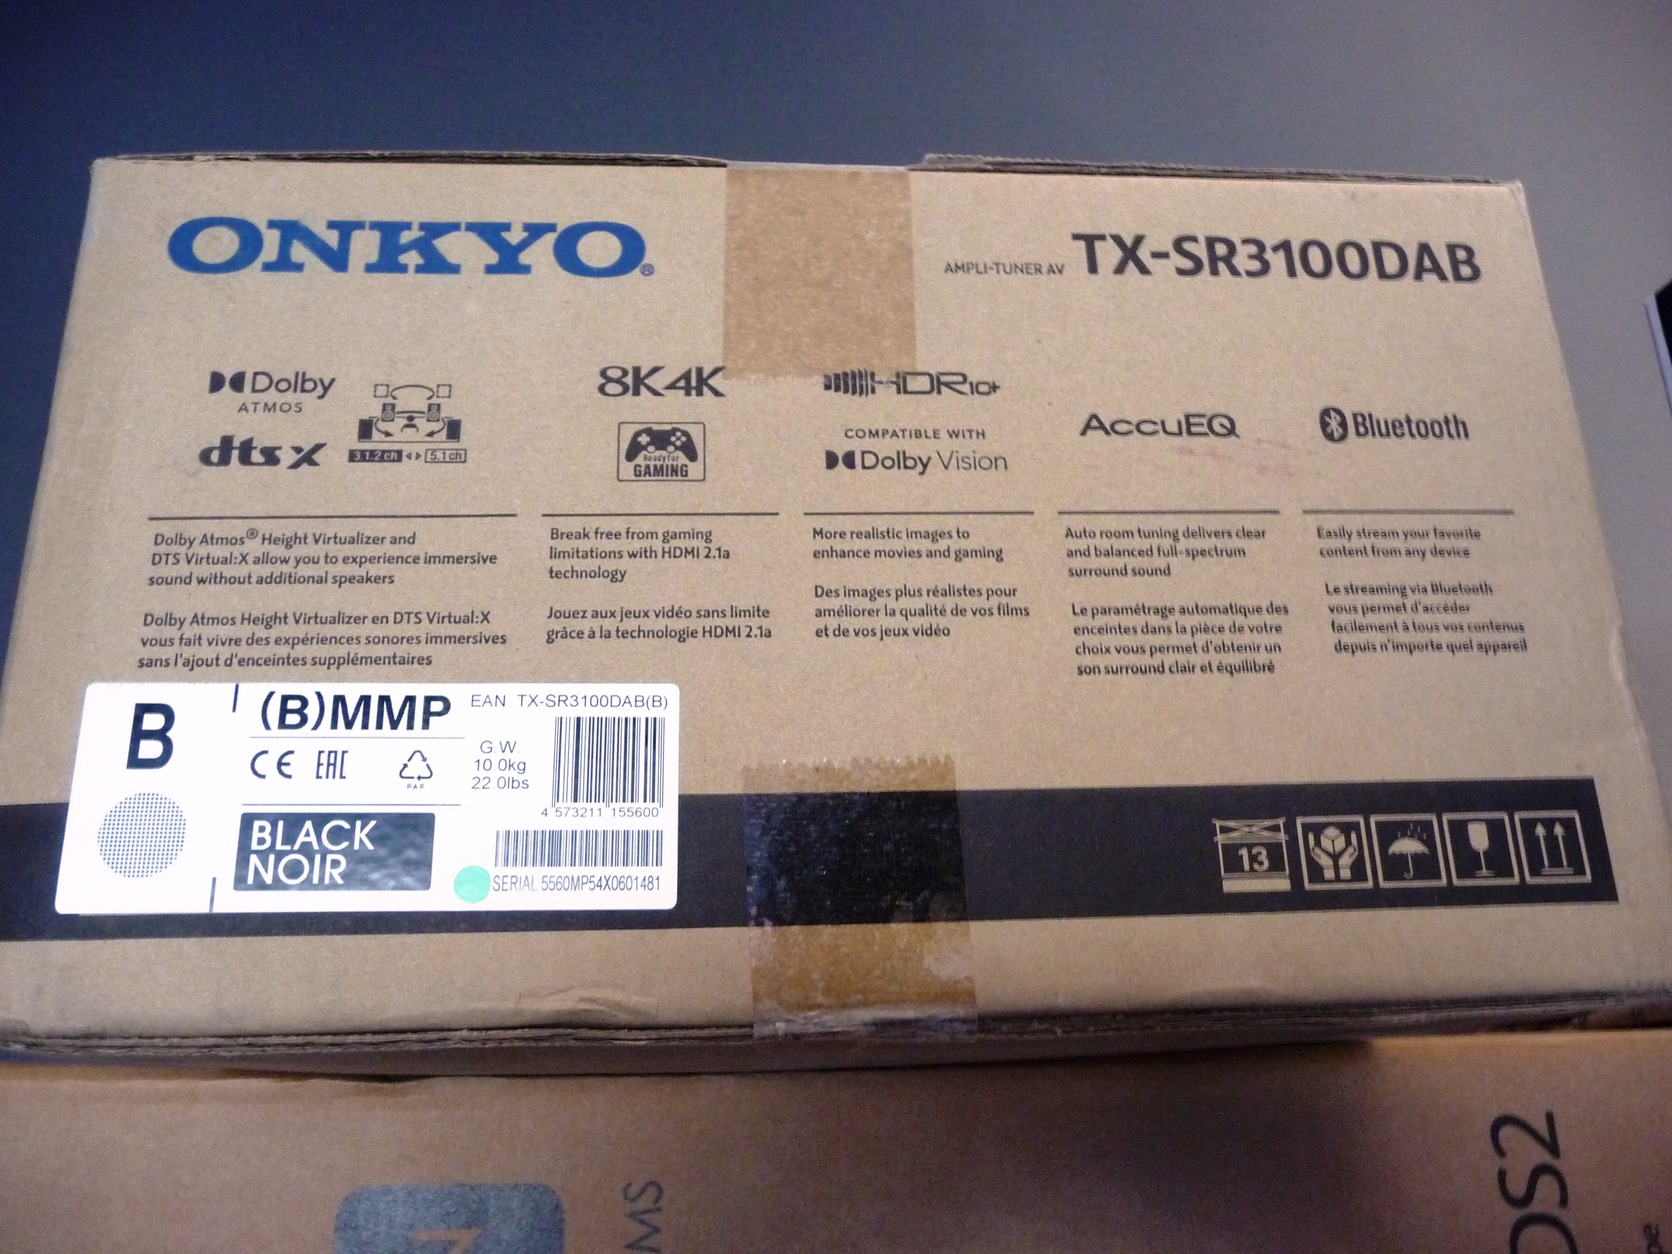 ONKYO®
AMPLI-TUNER AV TX-SR3100DAB
Dolby
ATMOS
dts x
3.1.2 ch
5.1 ch
8K4K
Ready for
GAMING
HDR10+
COMPATIBLE WITH
Dolby Vision
AccuEQ
Bluetooth
Dolby Atmos® Height Virtualizer and
DTS Virtual:X allow you to experience immersive
sound without additional speakers
Dolby Atmos Height Virtualizer en DTS Virtual:X
vous fait vivre des expériences sonores immersives
sans l'ajout d'enceintes supplémentaires
Break free from gaming
limitations with HDMI 2.1a
technology
Jouez aux jeux vidéo sans limite
grâce à la technologie HDMI 2.1a
More realistic images to
enhance movies and gaming
Des images plus réalistes pour
améliorer la qualité de vos films
et de vos jeux vidéo
Auto room tuning delivers clear
and balanced full-spectrum
surround sound
Le paramétrage automatique des
enceintes dans la pièce de votre
choix vous permet d'obtenir un
son surround clair et équilibré
Easily stream your favorite
content from any device
Le streaming via Bluetooth
vous permet d'accéder
facilement à tous vos contenus
depuis n'importe quel appareil
B
(B)MMP
CE EAC
PAP
BLACK
NOIR
EAN TX-SR3100DAB(B)
G.W.
10.0kg
22.0lbs
4 573211 155600
SERIAL 5560MP54X0601481
13
MS
DS2